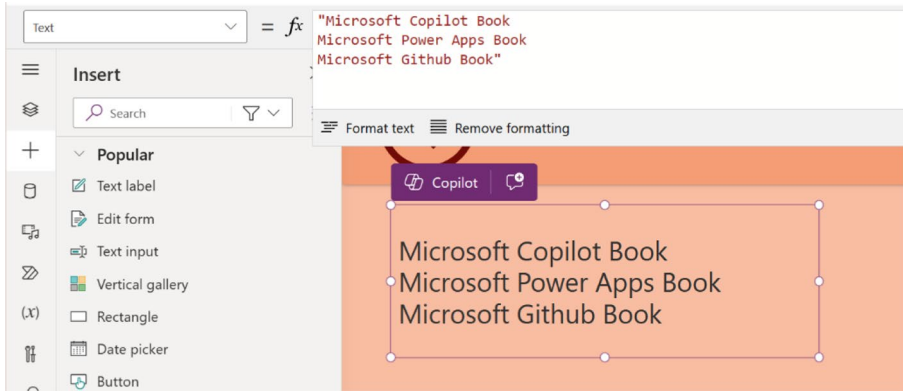 Text
= fx
"Microsoft Copilot Book
Microsoft Power Apps Book
Microsoft Github Book"
Insert
Search
Format text
Remove formatting
Popular
Copilot
Text label
Edit form
Text input
Vertical gallery
Rectangle
Date picker
Button
(x)
Microsoft Copilot Book
Microsoft Power Apps Book
Microsoft Github Book